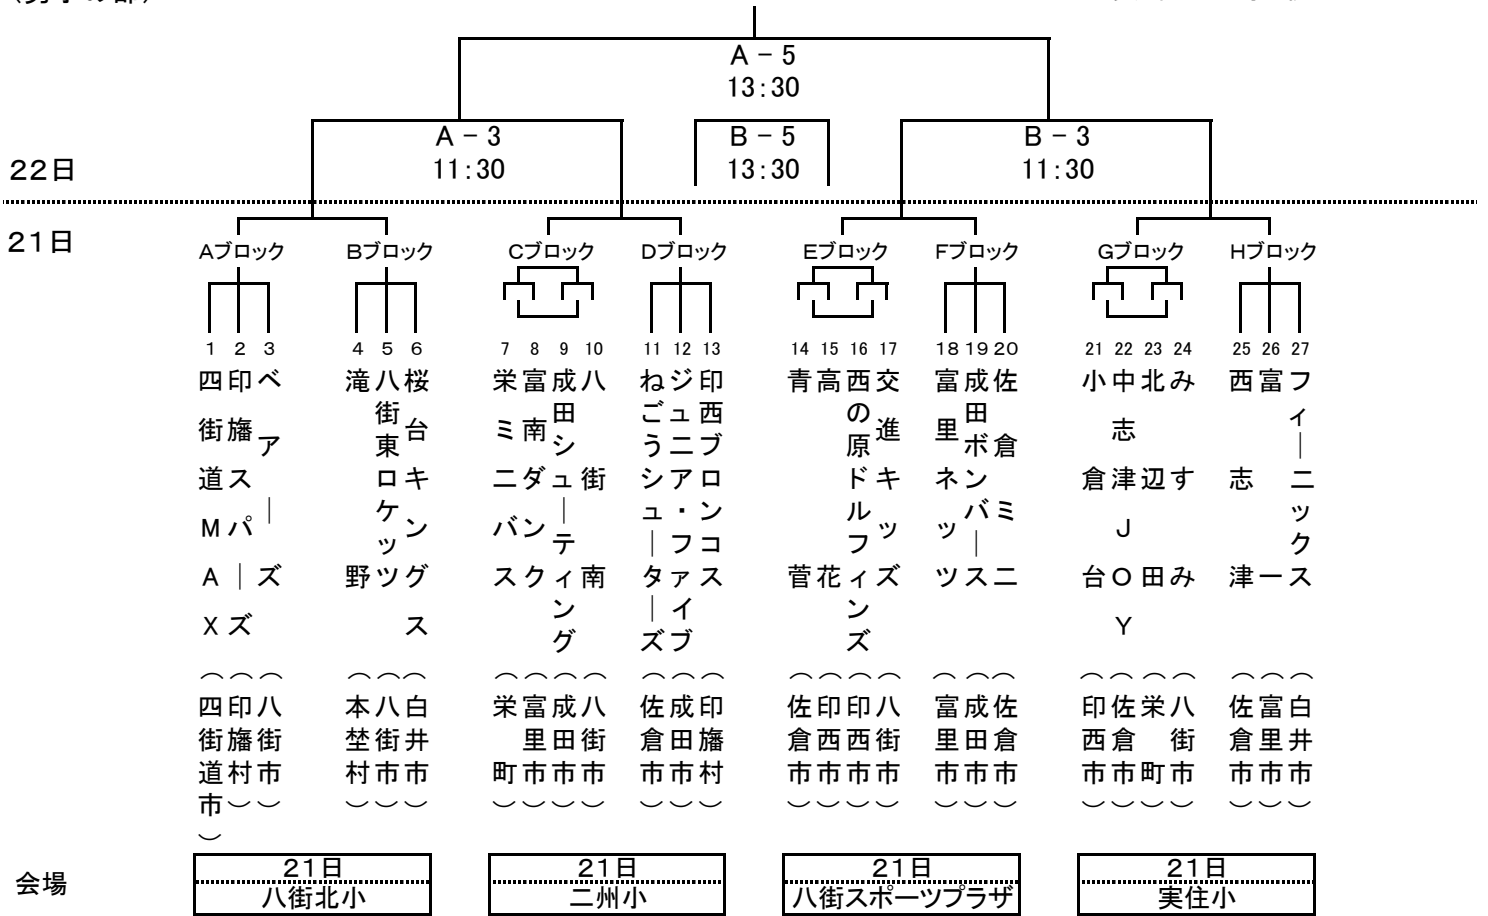 A－5
13:30
A－3
11:30
B－5
13:30
B－3
11:30
22日
21日
Aブロック
Bブロック
Cブロック
Dブロック
Eブロック
Fブロック
Gブロック
Hブロック
1 四街道MAX（四街道市）
2 印旛スパーズ（印旛村）
3 ベアーズ（八街市）
4 滝野（本埜村）
5 八街東ロケッツ（八街市）
6 桜台キングス（白井市）
7 栄ミニバス（栄町）
8 富南ダンク（富里市）
9 成田シューティング（成田市）
10 八街南（八街市）
11 ねごうシューターズ（佐倉市）
12 ジュニア・ファイブ（成田市）
13 印西ブロンコス（印旛村）
14 青菅（佐倉市）
15 高花（印西市）
16 西の原ドルフィンズ（印西市）
17 交進キッズ（八街市）
18 富里ネッツ（富里市）
19 成田ボンバース（成田市）
20 佐倉ミニ（佐倉市）
21 小倉台（印西市）
22 中志津JOY（佐倉市）
23 北辺田（栄町）
24 みすみ（八街市）
25 西志津（佐倉市）
26 富一（富里市）
27 フィーニックス（白井市）
会場
21日
八街北小
21日
二州小
21日
八街スポーツプラザ
21日
実住小